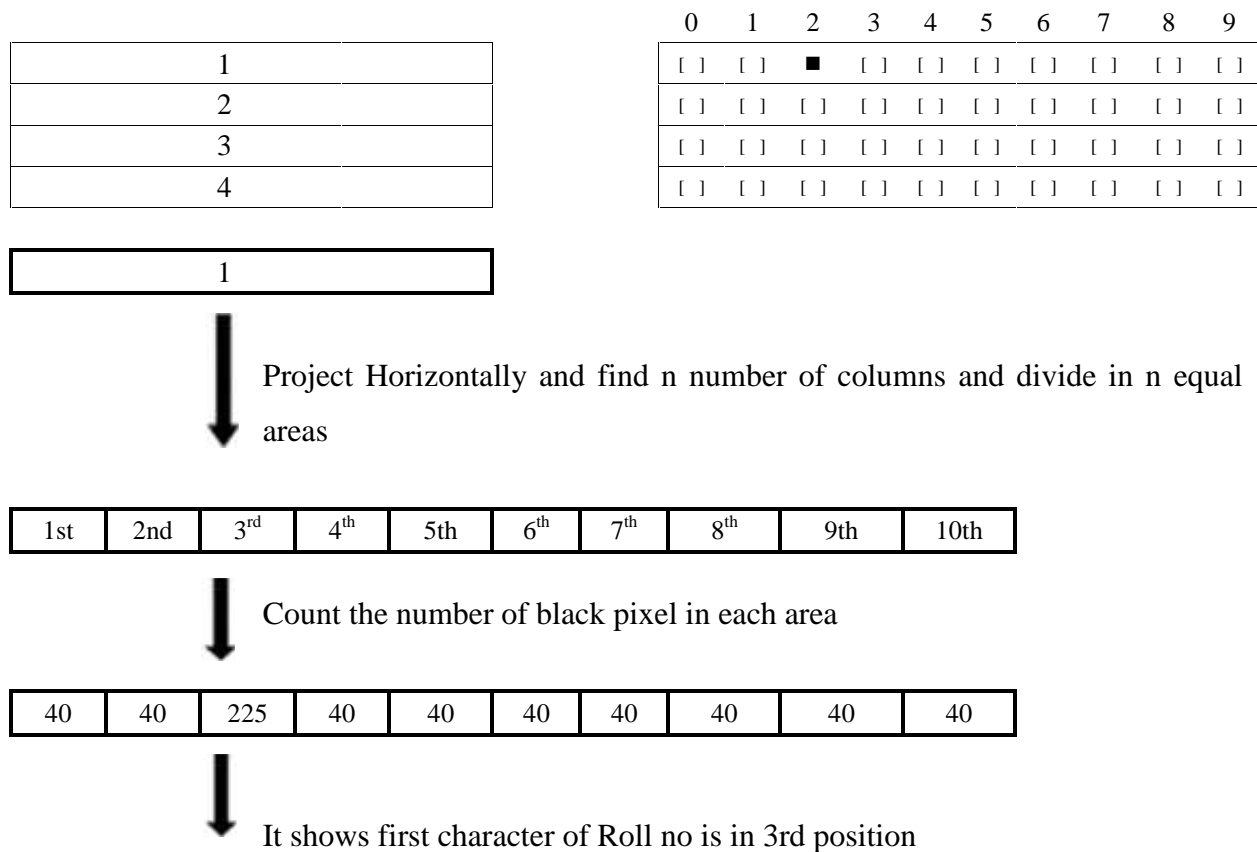 0 1 2 3 4 5 6 7 8 9
1 [ ] [ ] ■ [ ] [ ] [ ] [ ] [ ] [ ] [ ]
2 [ ] [ ] [ ] [ ] [ ] [ ] [ ] [ ] [ ] [ ]
3 [ ] [ ] [ ] [ ] [ ] [ ] [ ] [ ] [ ] [ ]
4 [ ] [ ] [ ] [ ] [ ] [ ] [ ] [ ] [ ] [ ]
1
Project Horizontally and find n number of columns and divide in n equal
areas
1st 2nd 3rd 4th 5th 6th 7th 8th 9th 10th
Count the number of black pixel in each area
40 40 225 40 40 40 40 40 40 40
It shows first character of Roll no is in 3rd position